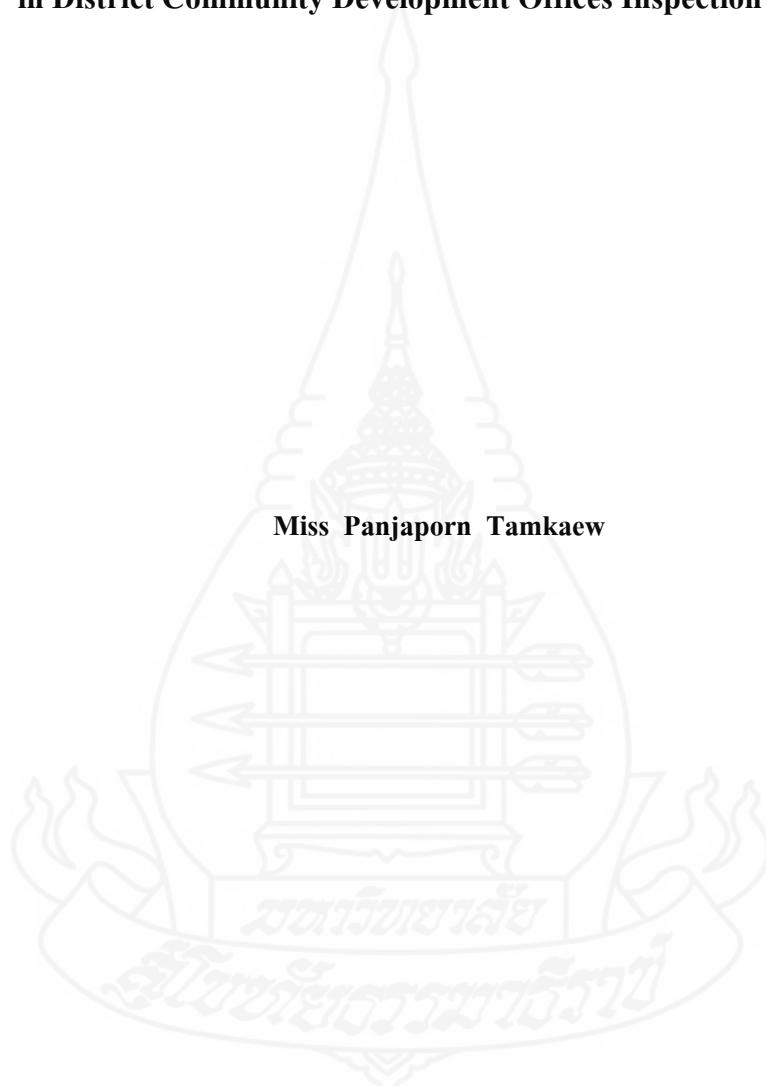 in District Community Development Offices Inspection
Miss Panjaporn Tamkaew
มหาวิทยาลัย
สุโขทัยธรรมาธิราช